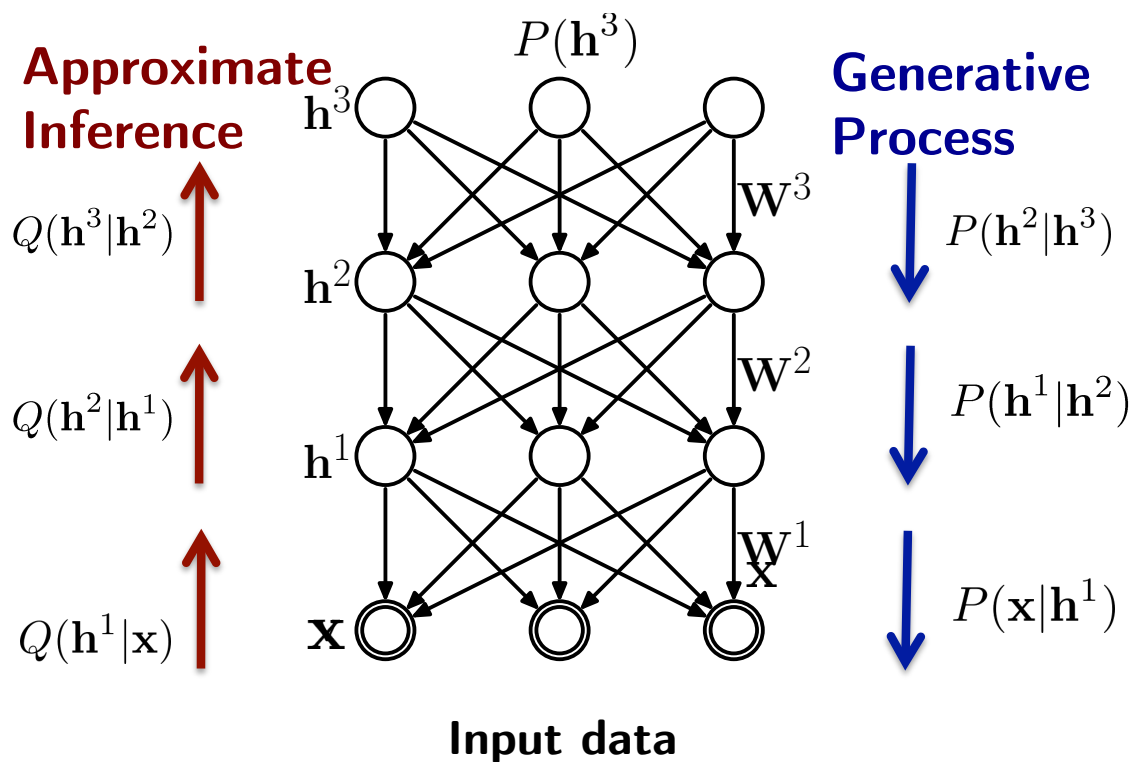 P(h³)
Approximate
Inference
Generative
Process
h³
W³
Q(h³|h²)
P(h²|h³)
h²
W²
Q(h²|h¹)
P(h¹|h²)
h¹
W¹
x
Q(h¹|x)
P(x|h¹)
x
Input data